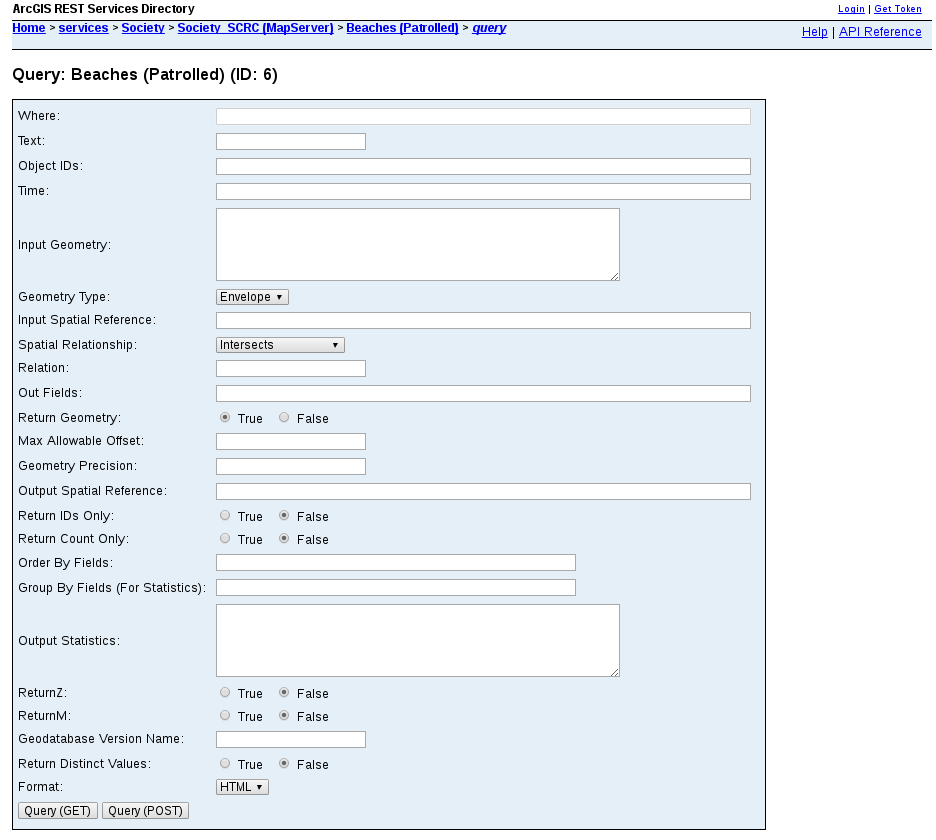 ArcGIS REST Services Directory
Login | Get Token
Home > services > Society > Society_SCRC (MapServer) > Beaches (Patrolled) > query
Help | API Reference
Query: Beaches (Patrolled) (ID: 6)
Where:
Text:
Object IDs:
Time:
Input Geometry:
Geometry Type: Envelope
Input Spatial Reference:
Spatial Relationship: Intersects
Relation:
Out Fields:
Return Geometry: True False
Max Allowable Offset:
Geometry Precision:
Output Spatial Reference:
Return IDs Only: True False
Return Count Only: True False
Order By Fields:
Group By Fields (For Statistics):
Output Statistics:
ReturnZ: True False
ReturnM: True False
Geodatabase Version Name:
Return Distinct Values: True False
Format: HTML
Query (GET) Query (POST)